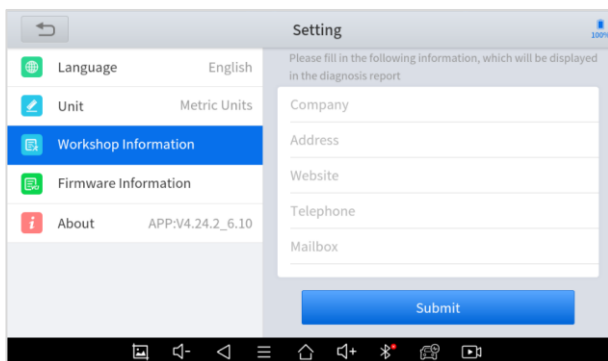 Setting
100%
Language English
Unit Metric Units
Workshop Information
Firmware Information
About APP:V4.24.2_6.10
Please fill in the following information, which will be displayed
in the diagnosis report
Company
Address
Website
Telephone
Mailbox
Submit